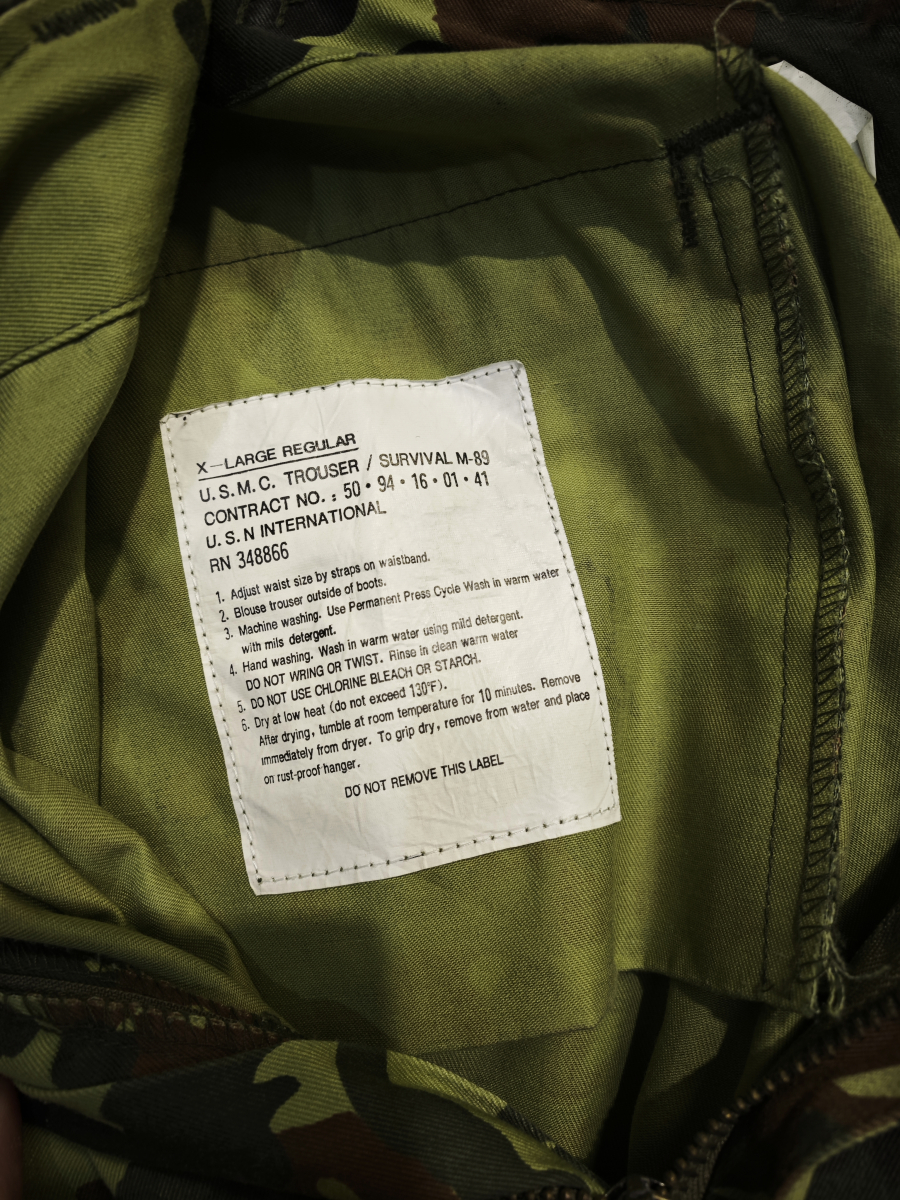 X-LARGE REGULAR
U.S.M.C. TROUSER / SURVIVAL M-89
CONTRACT NO. : 50 • 94 • 16 • 01 • 41
U.S.N INTERNATIONAL
RN 348866
1. Adjust waist size by straps on waistband.
2. Blouse trouser outside of boots.
3. Machine washing. Use Permanent Press Cycle Wash in warm water
with mils detergent.
4. Hand washing. Wash in warm water using mild detergent.
DO NOT WRING OR TWIST. Rinse in clean warm water
5. DO NOT USE CHLORINE BLEACH OR STARCH.
6. Dry at low heat (do not exceed 130°F).
After drying, tumble at room temperature for 10 minutes. Remove
immediately from dryer. To grip dry, remove from water and place
on rust-proof hanger.
DO NOT REMOVE THIS LABEL